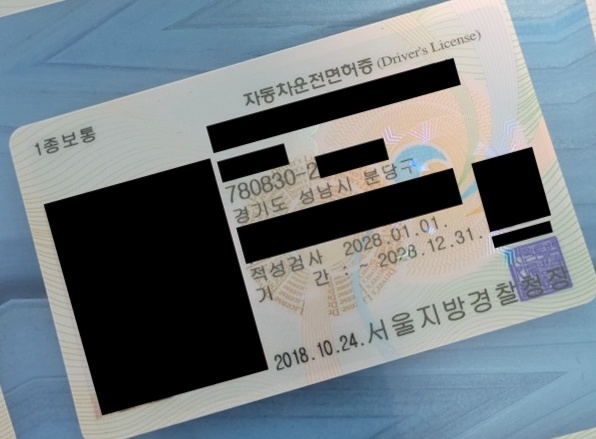 자동차운전면허증 (Driver's License)
1종보통
780830-2
경기도 성남시 분당구
적성검사 2028.01.01.
기 간 : ~ 2028.12.31.
2018.10.24. 서울지방경찰청장